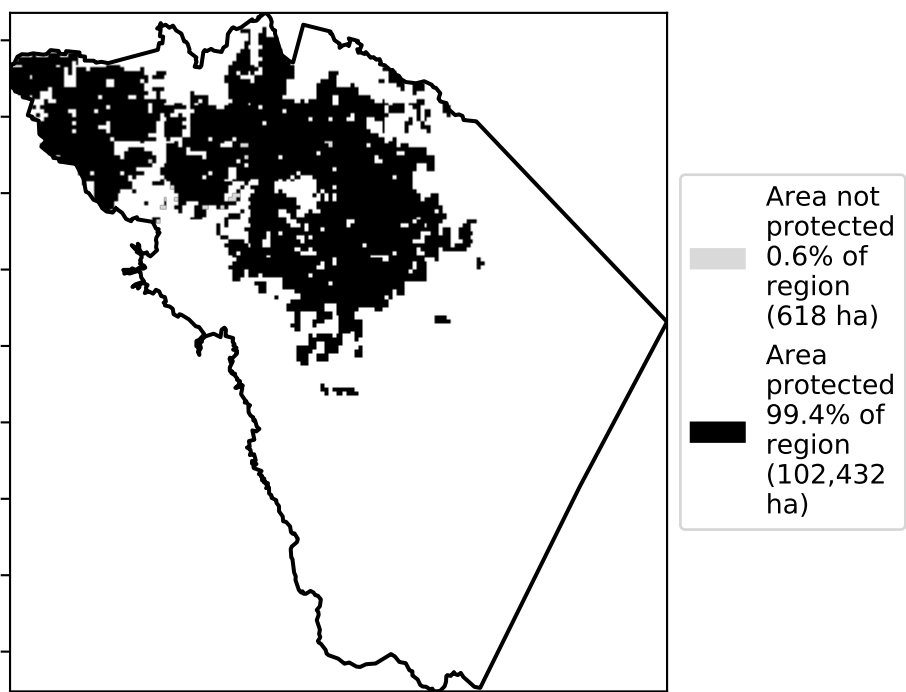 Area not
protected
0.6% of
region
(618 ha)
Area
protected
99.4% of
region
(102,432
ha)